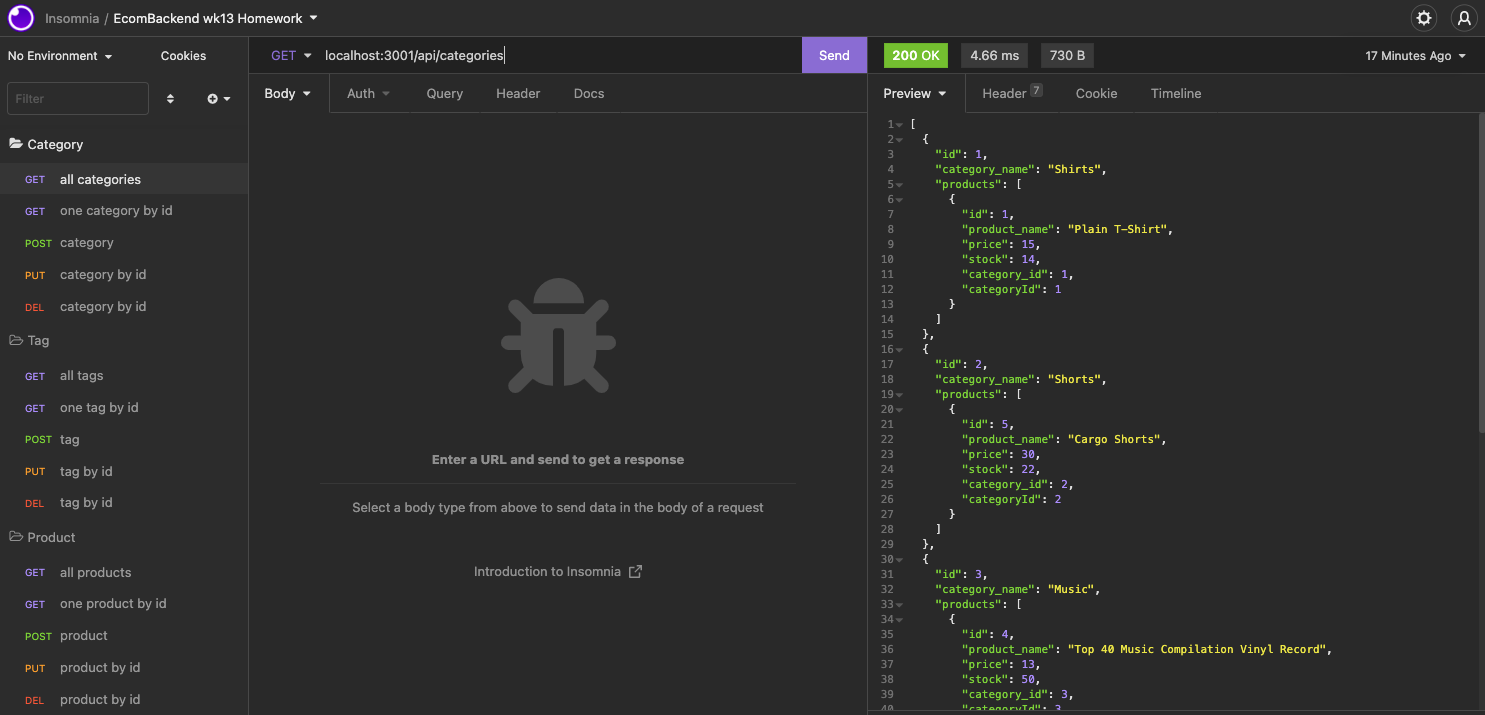 Insomnia / EcomBackend wk13 Homework
No Environment
Cookies
GET localhost:3001/api/categories
Send
200 OK
4.66 ms
730 B
17 Minutes Ago
Filter
Body
Auth
Query
Header
Docs
Preview
Header 7
Cookie
Timeline
Category
GET all categories
GET one category by id
POST category
PUT category by id
DEL category by id
Tag
GET all tags
GET one tag by id
POST tag
PUT tag by id
DEL tag by id
Product
GET all products
GET one product by id
POST product
PUT product by id
DEL product by id
Enter a URL and send to get a response
Select a body type from above to send data in the body of a request
Introduction to Insomnia
1 [
2 {
3 "id": 1,
4 "category_name": "Shirts",
5 "products": [
6 {
7 "id": 1,
8 "product_name": "Plain T-Shirt",
9 "price": 15,
10 "stock": 14,
11 "category_id": 1,
12 "categoryId": 1
13 }
14 ]
15 },
16 {
17 "id": 2,
18 "category_name": "Shorts",
19 "products": [
20 {
21 "id": 5,
22 "product_name": "Cargo Shorts",
23 "price": 30,
24 "stock": 22,
25 "category_id": 2,
26 "categoryId": 2
27 }
28 ]
29 },
30 {
31 "id": 3,
32 "category_name": "Music",
33 "products": [
34 {
35 "id": 4,
36 "product_name": "Top 40 Music Compilation Vinyl Record",
37 "price": 13,
38 "stock": 50,
39 "category_id": 3,
40 "categoryId": 3